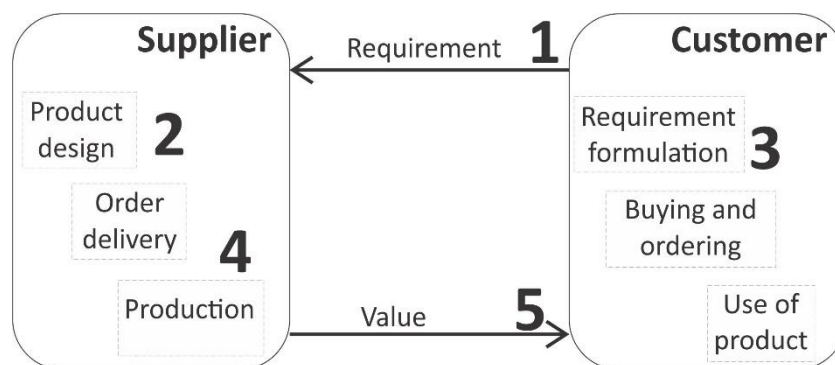 Supplier
Requirement
1
Customer
Product
design
2
Order
delivery
4
Production
Requirement
formulation
3
Buying and
ordering
Value
5
Use of
product